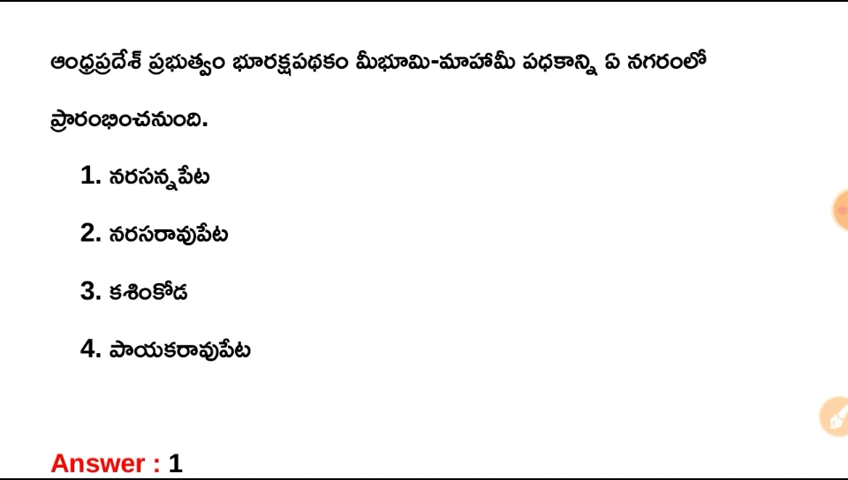 ఆంధ్రప్రదేశ్ ప్రభుత్వం భూరక్షపథకం మీభూమి-మాహామీ పధకాన్ని ఏ నగరంలో
ప్రారంభించనుంది.
1. నరసన్నపేట
2. నరసరావుపేట
3. కశింకోడ
4. పాయకరావుపేట
Answer : 1